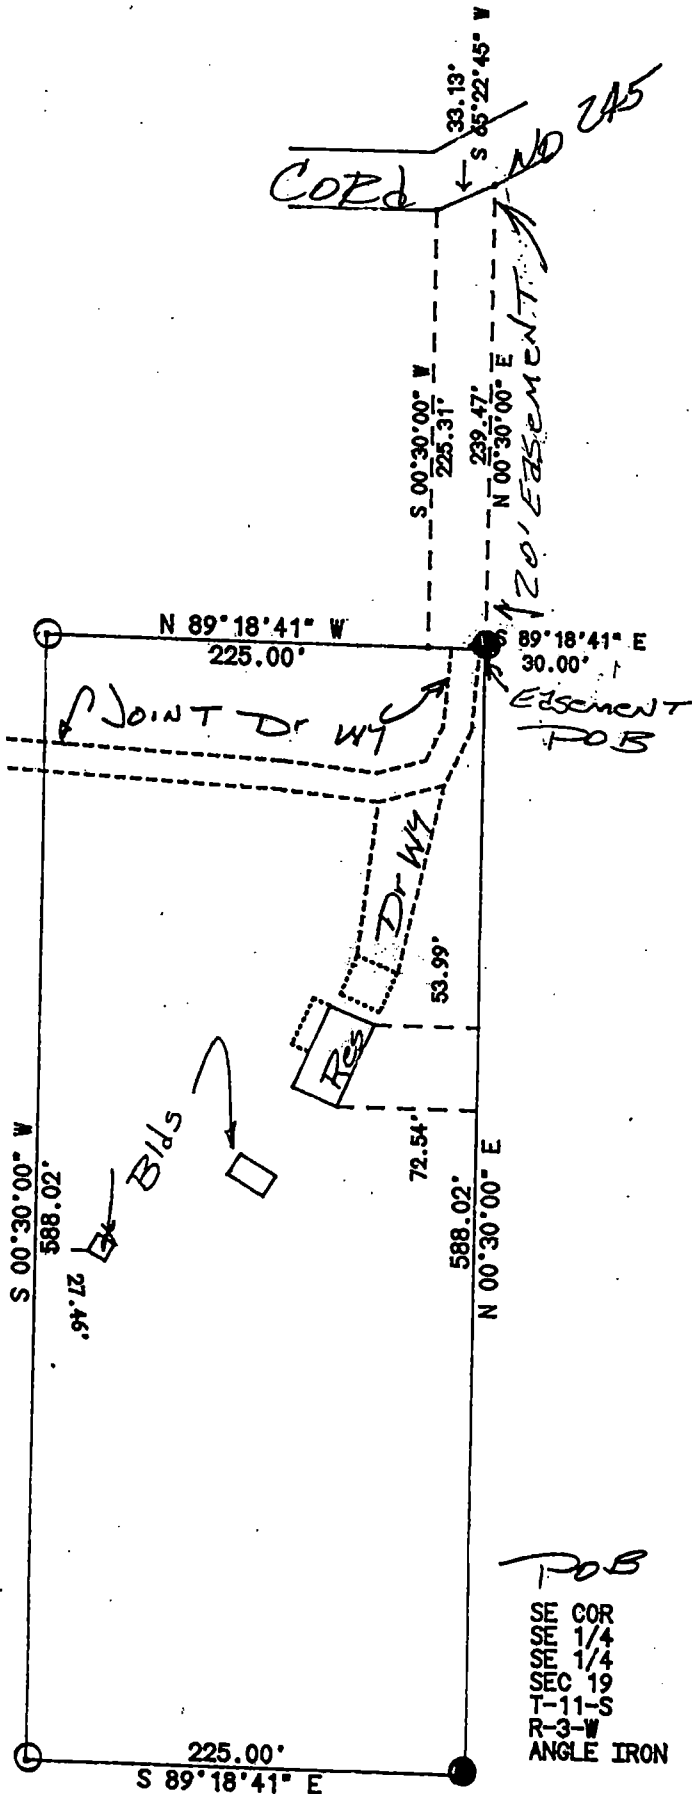 33.13'
S 65°22'45" W
CORd
ND 245
S 00°30'00" W
225.31'
239.47'
N 00°30'00" E
20' EASEMENT
N 89°18'41" W
225.00'
S 89°18'41" E
30.00'
EASEMENT
POB
JOINT Dr WY
Dr WY
53.99'
Res
72.54'
Blds
S 00°30'00" W
588.02'
27.46'
588.02'
N 00°30'00" E
POB
SE COR
SE 1/4
SE 1/4
SEC 19
T-11-S
R-3-W
ANGLE IRON
225.00'
S 89°18'41" E